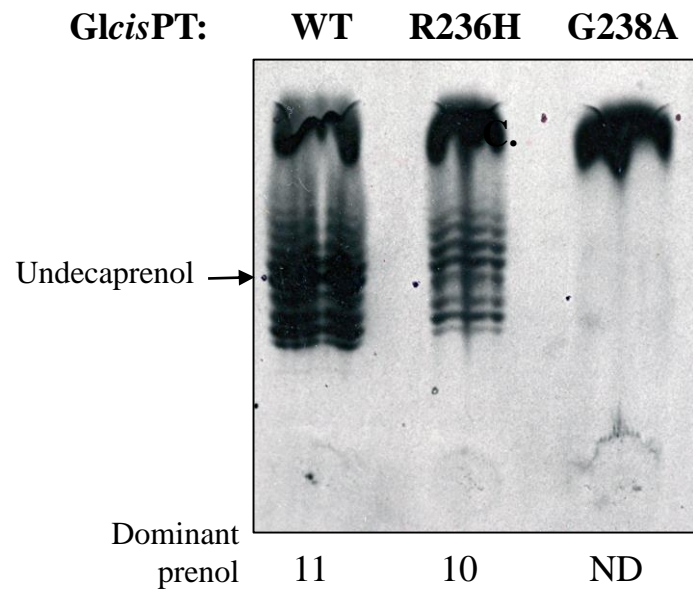 GlcisPT: WT R236H G238A
C.
Undecaprenol
Dominant
prenol 11 10 ND